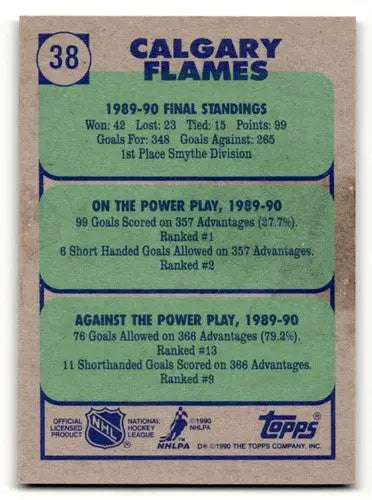 38
CALGARY
FLAMES
1989-90 FINAL STANDINGS
Won: 42 Lost: 23 Tied: 15 Points: 99
Goals For: 348 Goals Against: 265
1st Place Smythe Division
ON THE POWER PLAY, 1989-90
99 Goals Scored on 357 Advantages (27.7%).
Ranked #1
6 Short Handed Goals Allowed on 357 Advantages.
Ranked #2
AGAINST THE POWER PLAY, 1989-90
76 Goals Allowed on 366 Advantages (79.2%).
Ranked #13
11 Shorthanded Goals Scored on 366 Advantages.
Ranked #9
OFFICIAL
LICENSED
PRODUCT
NHL
NATIONAL
HOCKEY
LEAGUE
©1990
NHLPA
NHLPA
™
TOPPS
®
D* ©1990 THE TOPPS COMPANY, INC.